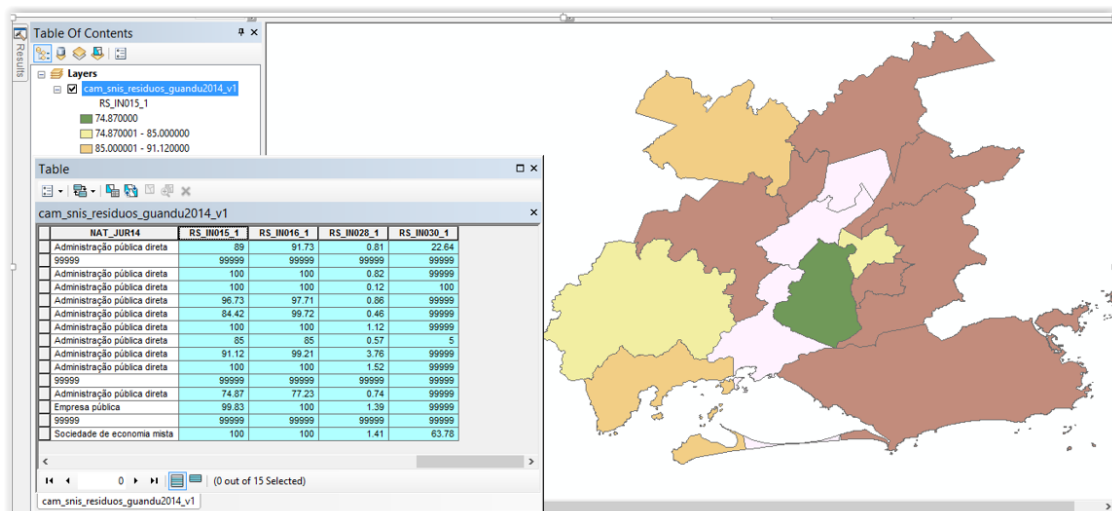 Results
Table Of Contents
Layers
cam_snis_residuos_guandu2014_v1
RS_IN015_1
74.870000
74.870001 - 85.000000
85.000001 - 91.120000
Table
cam_snis_residuos_guandu2014_v1
NAT_JUR14 RS_IN015_1 RS_IN016_1 RS_IN028_1 RS_IN030_1
Administração pública direta 89 91.73 0.81 22.64
99999 99999 99999 99999 99999
Administração pública direta 100 100 0.82 99999
Administração pública direta 100 100 0.12 100
Administração pública direta 96.73 97.71 0.86 99999
Administração pública direta 84.42 99.72 0.46 99999
Administração pública direta 100 100 1.12 99999
Administração pública direta 85 85 0.57 5
Administração pública direta 91.12 99.21 3.76 99999
Administração pública direta 100 100 1.52 99999
99999 99999 99999 99999 99999
Administração pública direta 74.87 77.23 0.74 99999
Empresa pública 99.83 100 1.39 99999
99999 99999 99999 99999 99999
Sociedade de economia mista 100 100 1.41 63.78
0 (0 out of 15 Selected)
cam_snis_residuos_guandu2014_v1